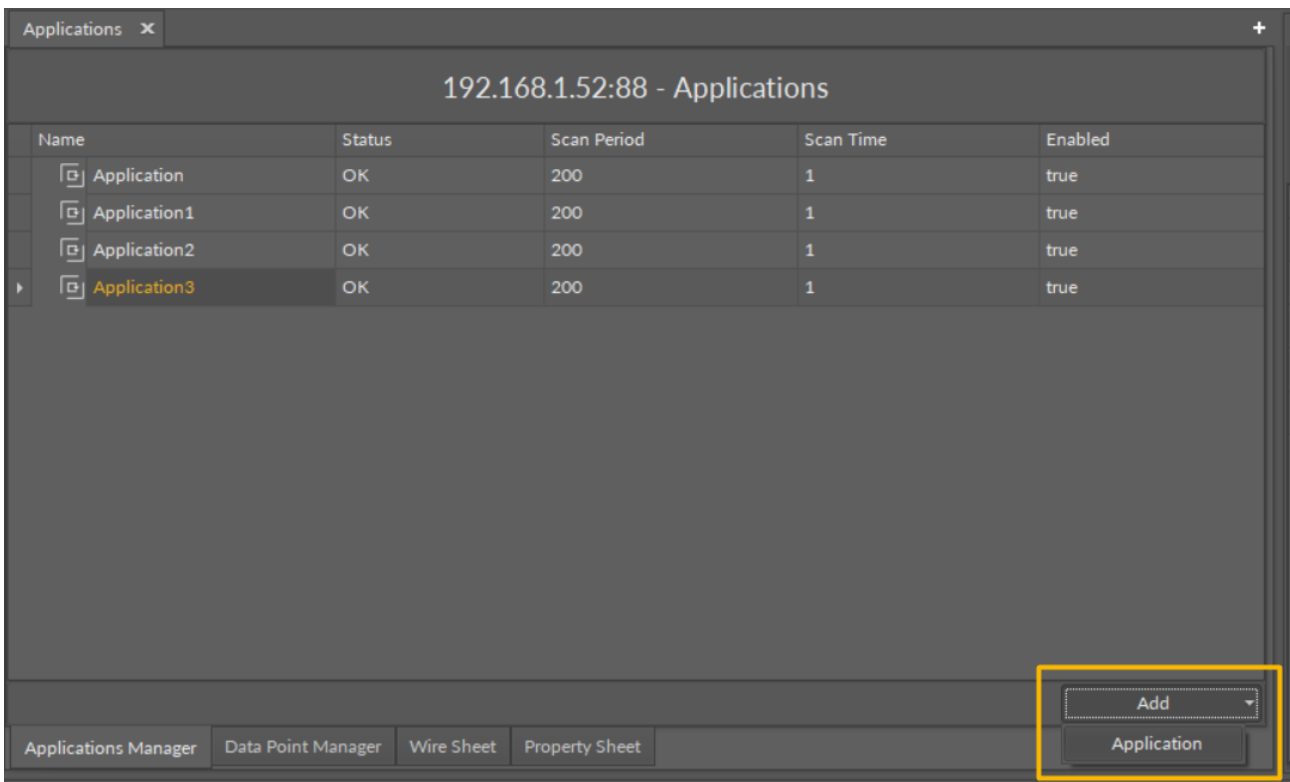 Applications
192.168.1.52:88 - Applications
Name Status Scan Period Scan Time Enabled
Application OK 200 1 true
Application1 OK 200 1 true
Application2 OK 200 1 true
Application3 OK 200 1 true
Add
Applications Manager Data Point Manager Wire Sheet Property Sheet Application